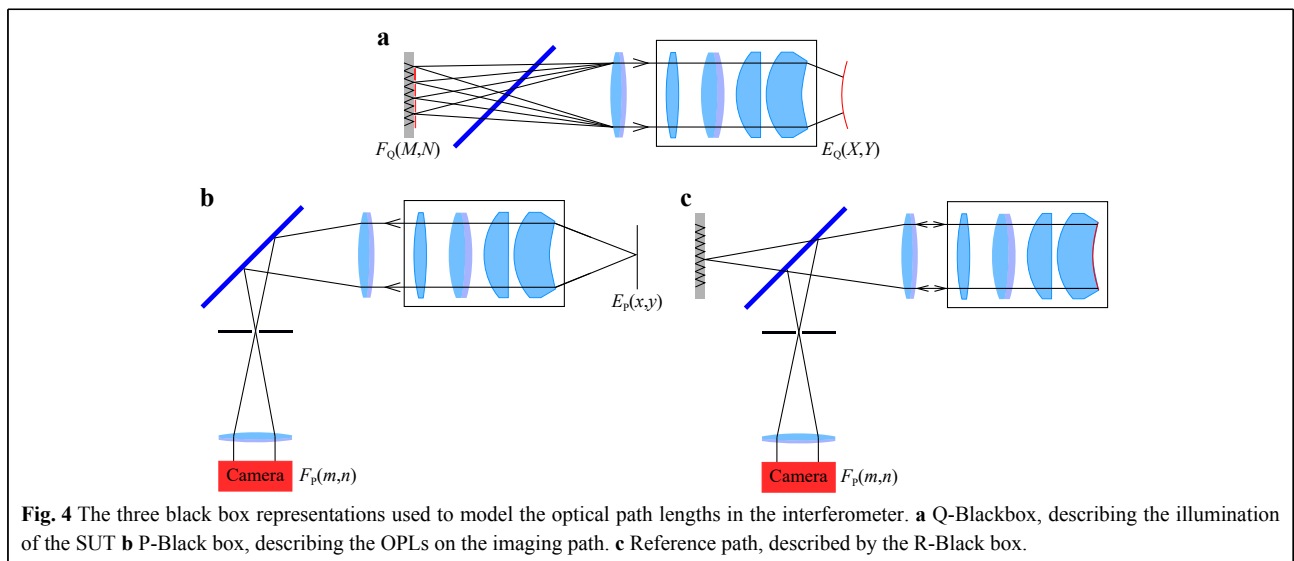 a
F_Q(M,N)
E_Q(X,Y)
b
c
E_P(x,y)
Camera
F_P(m,n)
Camera
F_P(m,n)
Fig. 4 The three black box representations used to model the optical path lengths in the interferometer. a Q-Blackbox, describing the illumination
of the SUT b P-Black box, describing the OPLs on the imaging path. c Reference path, described by the R-Black box.